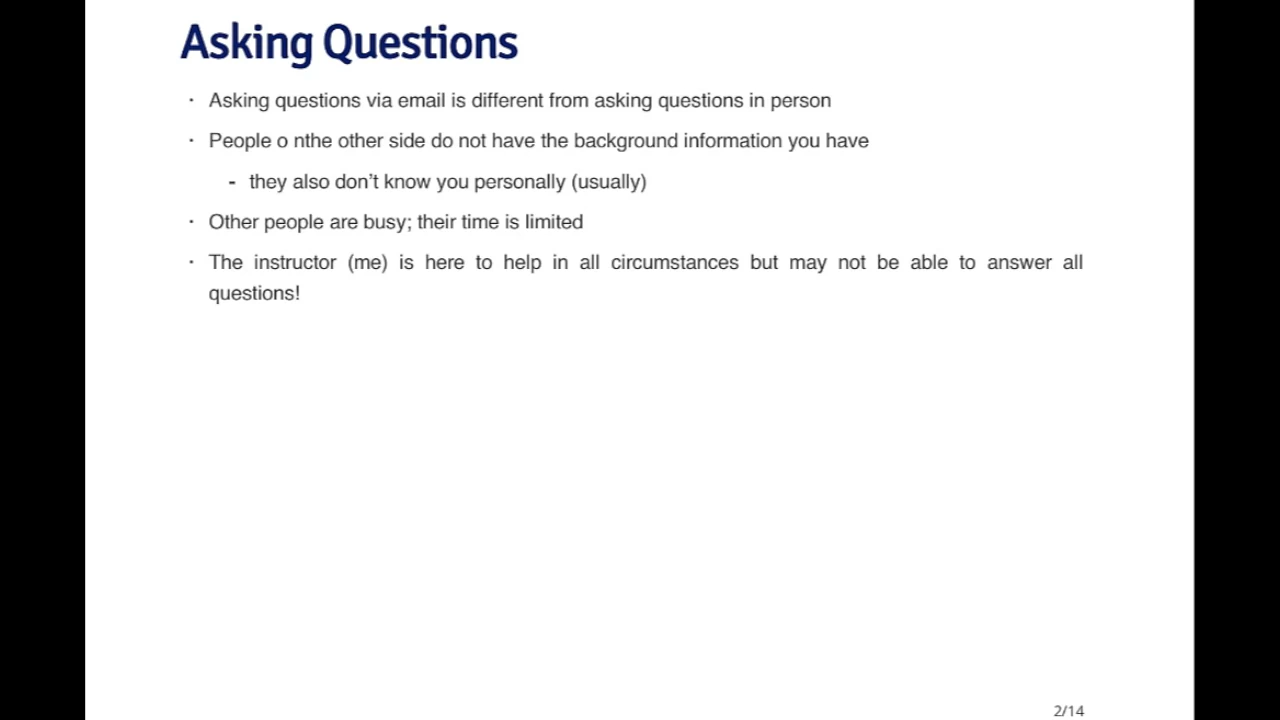 Asking Questions
· Asking questions via email is different from asking questions in person
· People o nthe other side do not have the background information you have
- they also don't know you personally (usually)
· Other people are busy; their time is limited
· The instructor (me) is here to help in all circumstances but may not be able to answer all
questions!
2/14